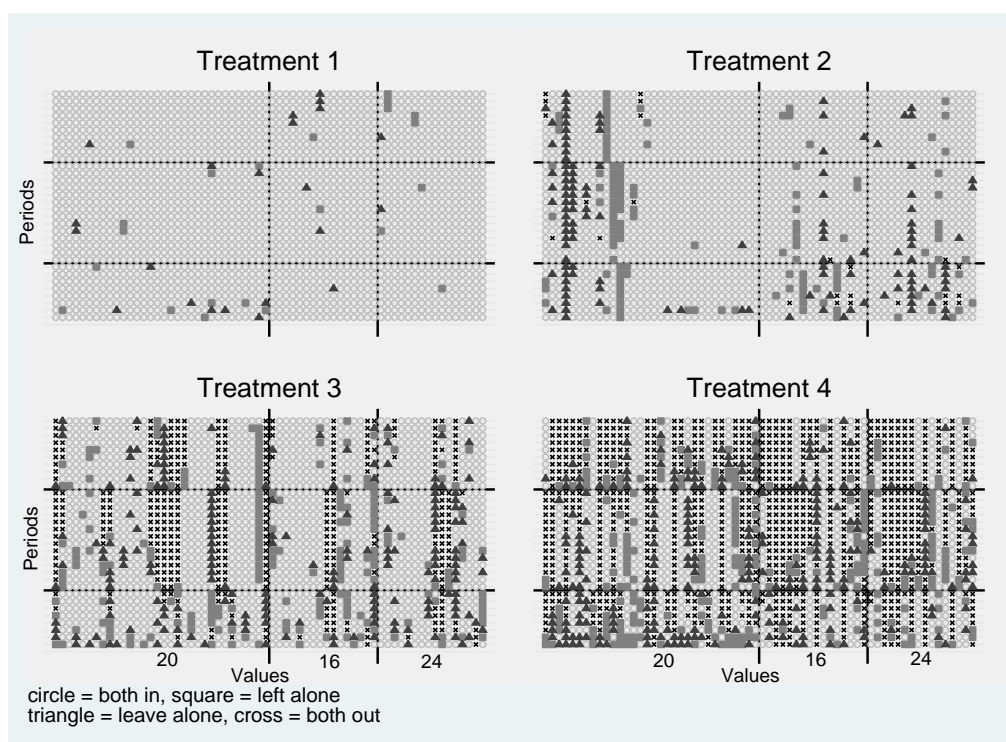 Treatment 1
Treatment 2
Periods
Treatment 3
Treatment 4
Periods
20
16
24
20
16
24
Values
Values
circle = both in, square = left alone
triangle = leave alone, cross = both out